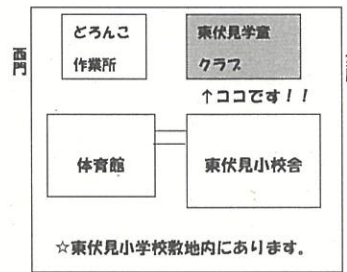 どろんこ
作業所
東伏見学童
クラブ
西門
↑ココです！！
体育館
東伏見小校舎
☆東伏見小学校敷地内にあります。